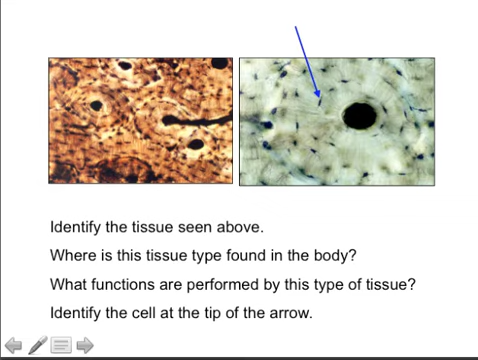 Identify the tissue seen above.
Where is this tissue type found in the body?
What functions are performed by this type of tissue?
Identify the cell at the tip of the arrow.